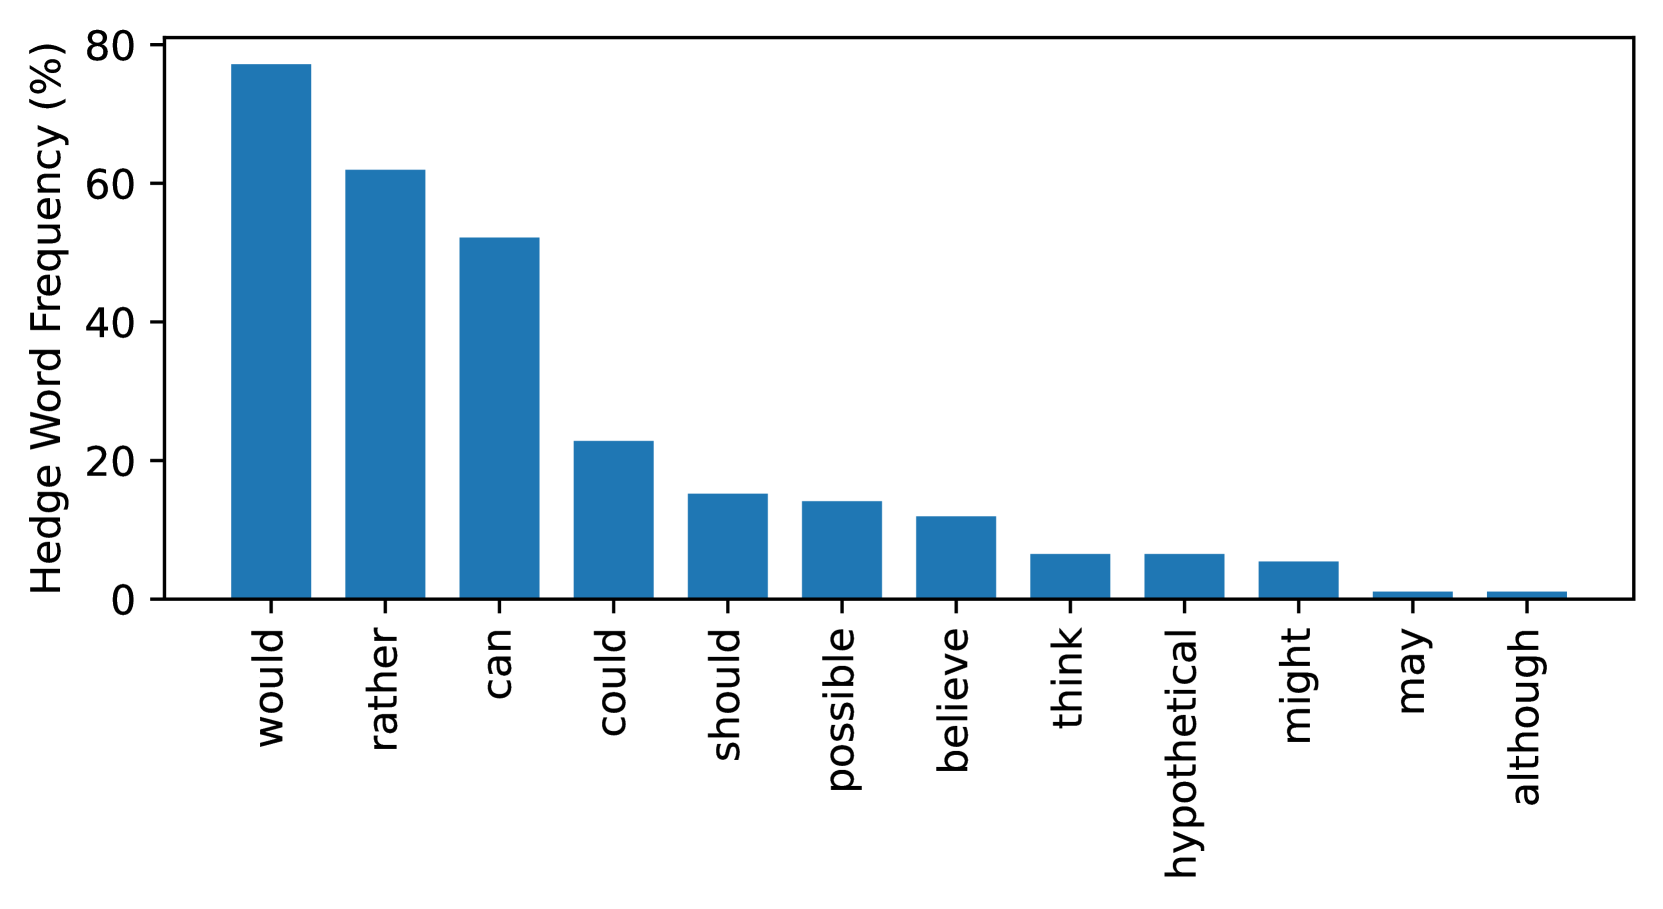 Hedge Word Frequency (%)
80
60
40
20
0
would
rather
can
could
should
possible
believe
think
hypothetical
might
may
although